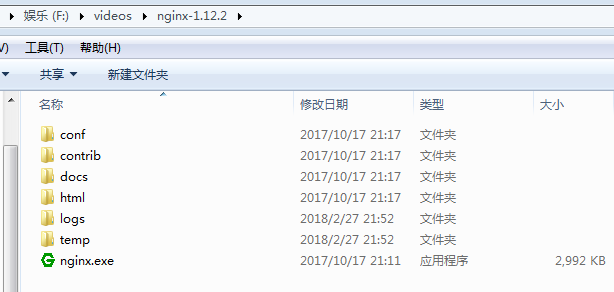 娱乐 (F:) ▸ videos ▸ nginx-1.12.2 ▸
V) 工具(T) 帮助(H)
共享 新建文件夹
名称 修改日期 类型 大小
conf 2017/10/17 21:17 文件夹
contrib 2017/10/17 21:17 文件夹
docs 2017/10/17 21:17 文件夹
html 2017/10/17 21:17 文件夹
logs 2018/2/27 21:52 文件夹
temp 2018/2/27 21:52 文件夹
nginx.exe 2017/10/17 21:11 应用程序 2,992 KB